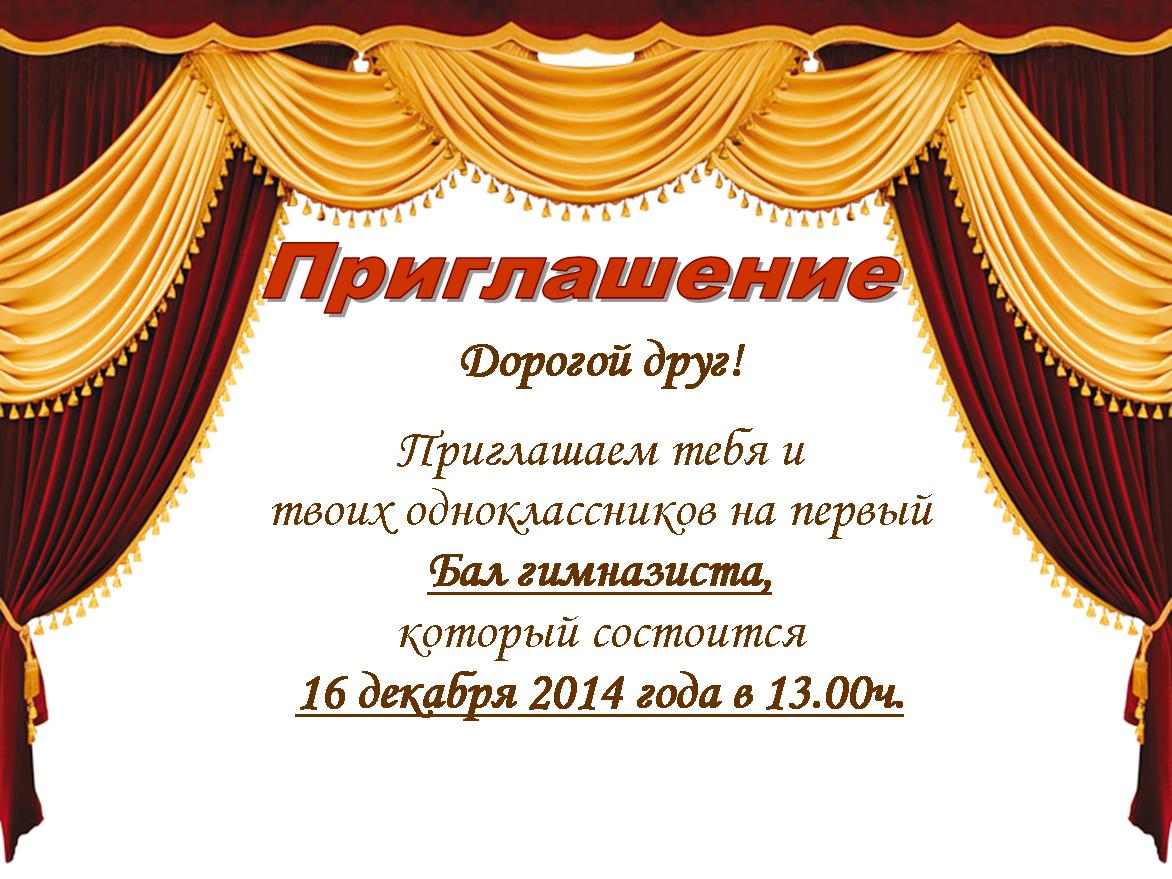 Приглашение
Дорогой друг!
Приглашаем тебя и
твоих одноклассников на первый
Бал гимназиста,
который состоится
16 декабря 2014 года в 13.00ч.